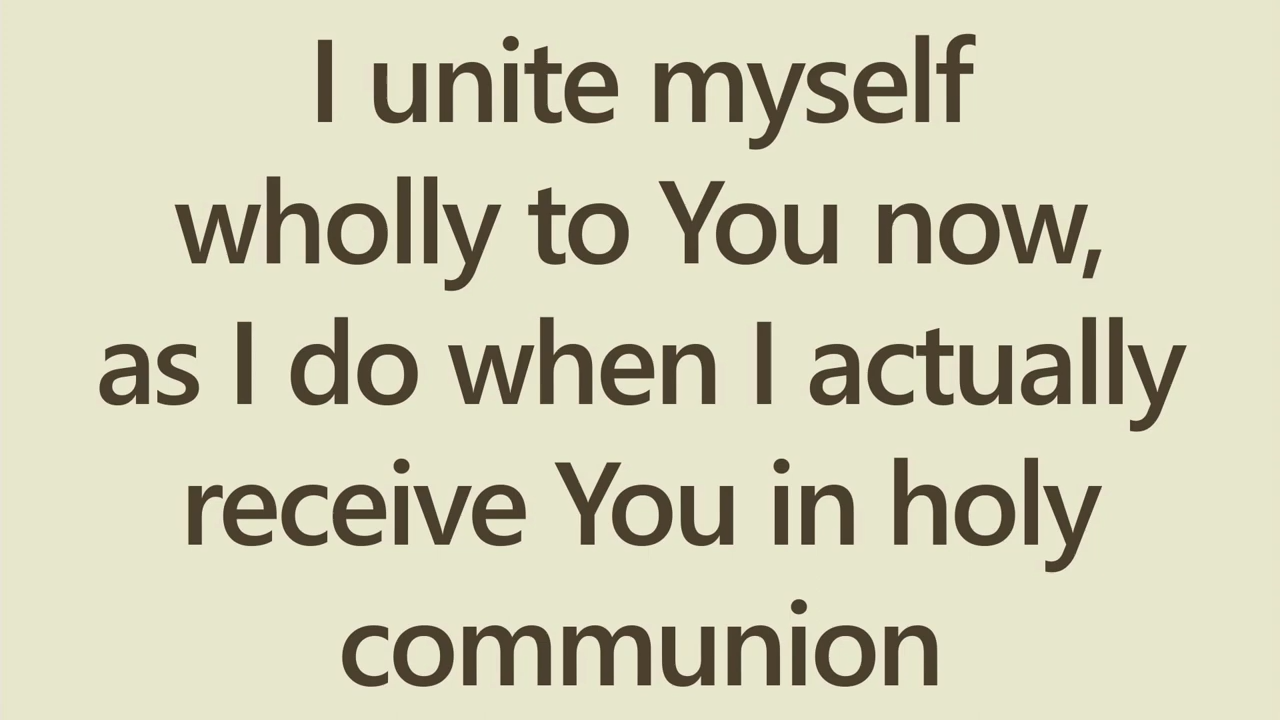 I unite myself
wholly to You now,
as I do when I actually
receive You in holy
communion